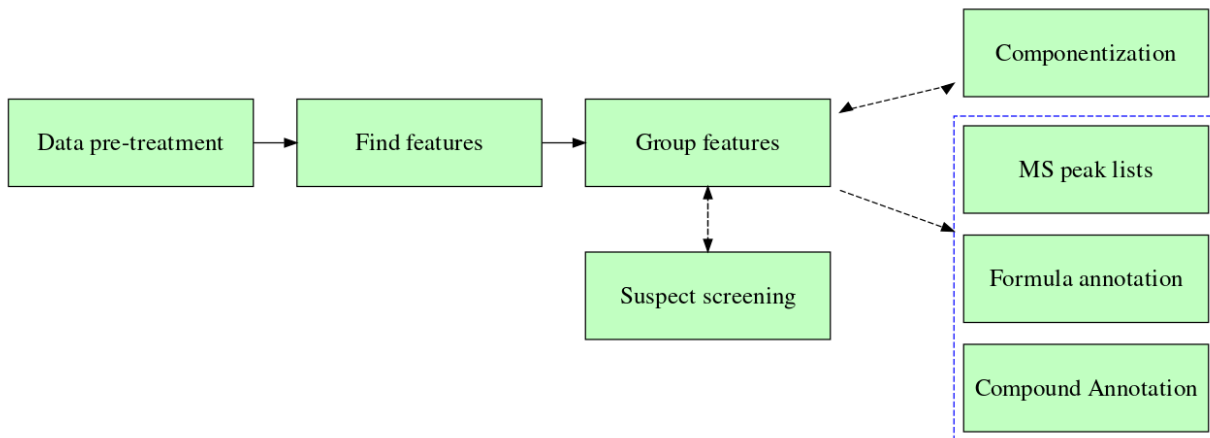 Componentization
Data pre-treatment
Find features
Group features
MS peak lists
Formula annotation
Suspect screening
Compound Annotation